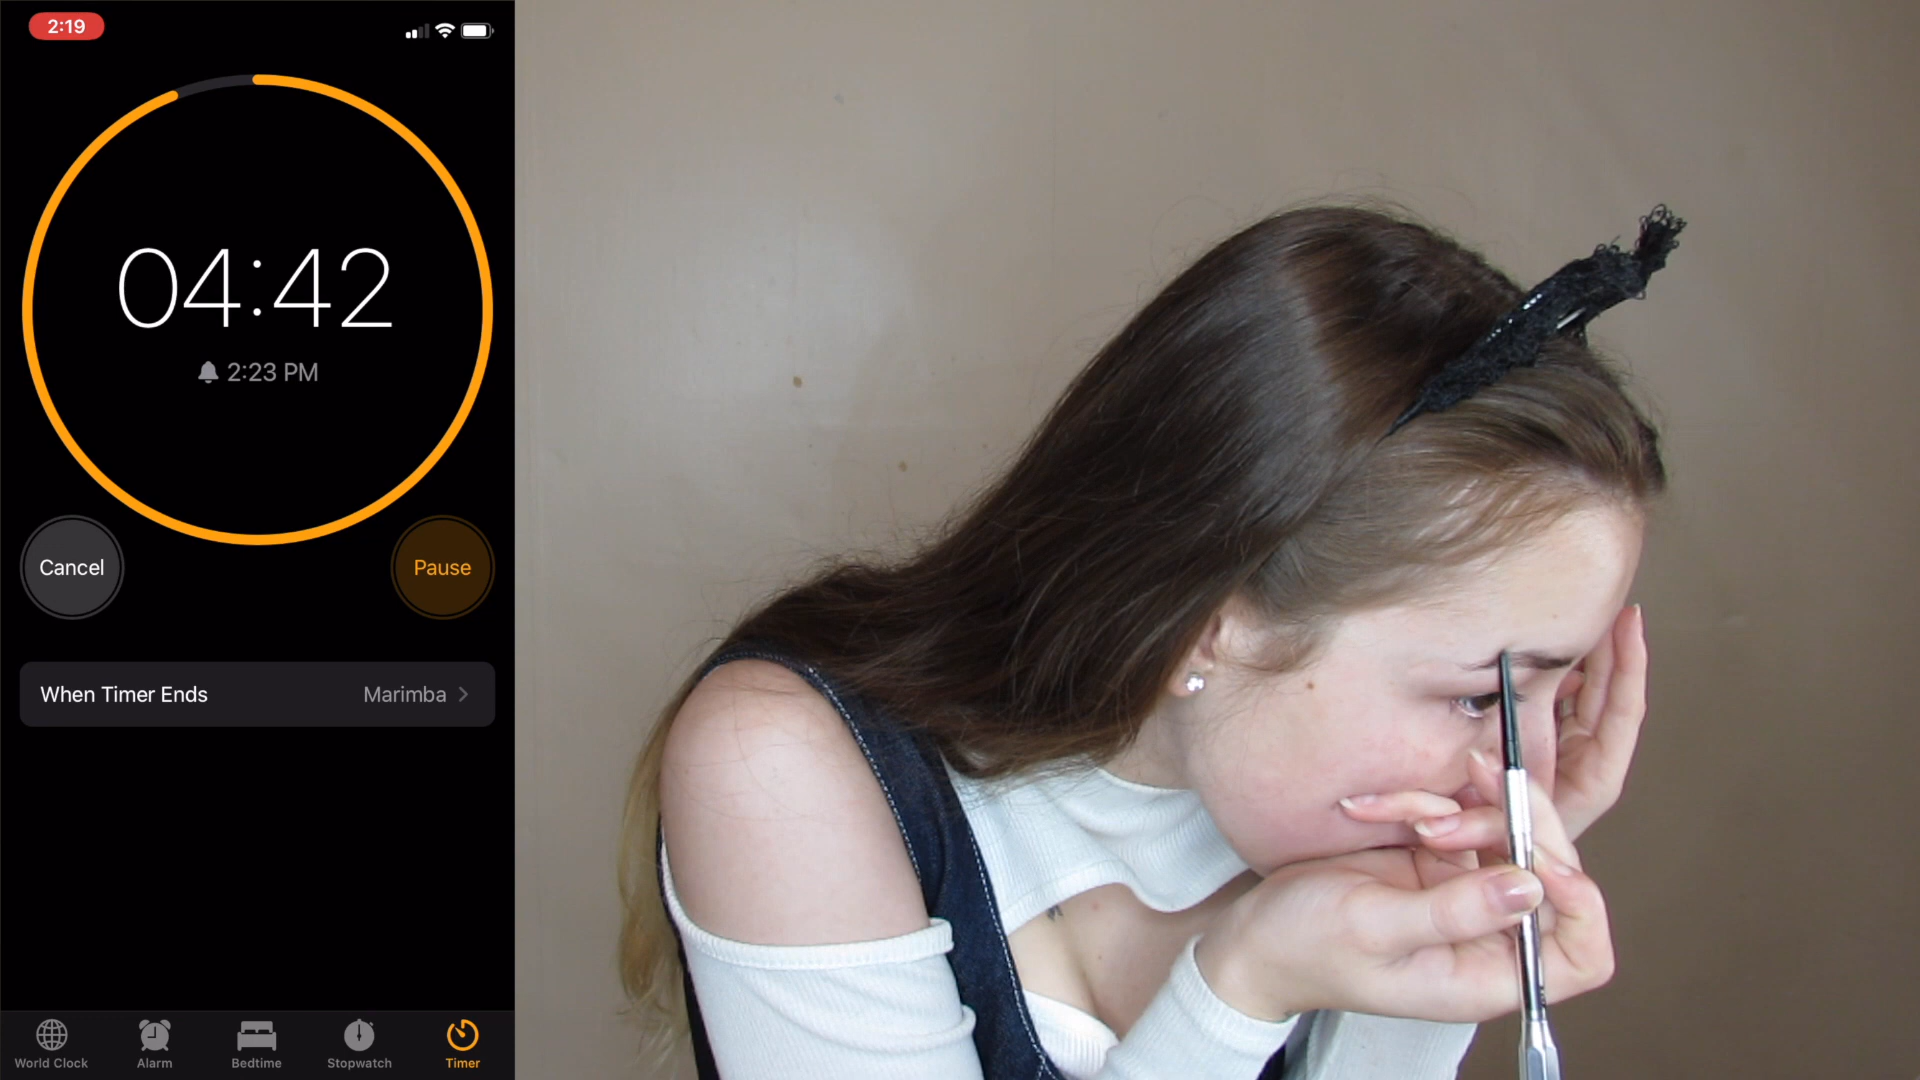 2:19
04:42
2:23 PM
Cancel
Pause
When Timer Ends
Marimba
World Clock
Alarm
Bedtime
Stopwatch
Timer